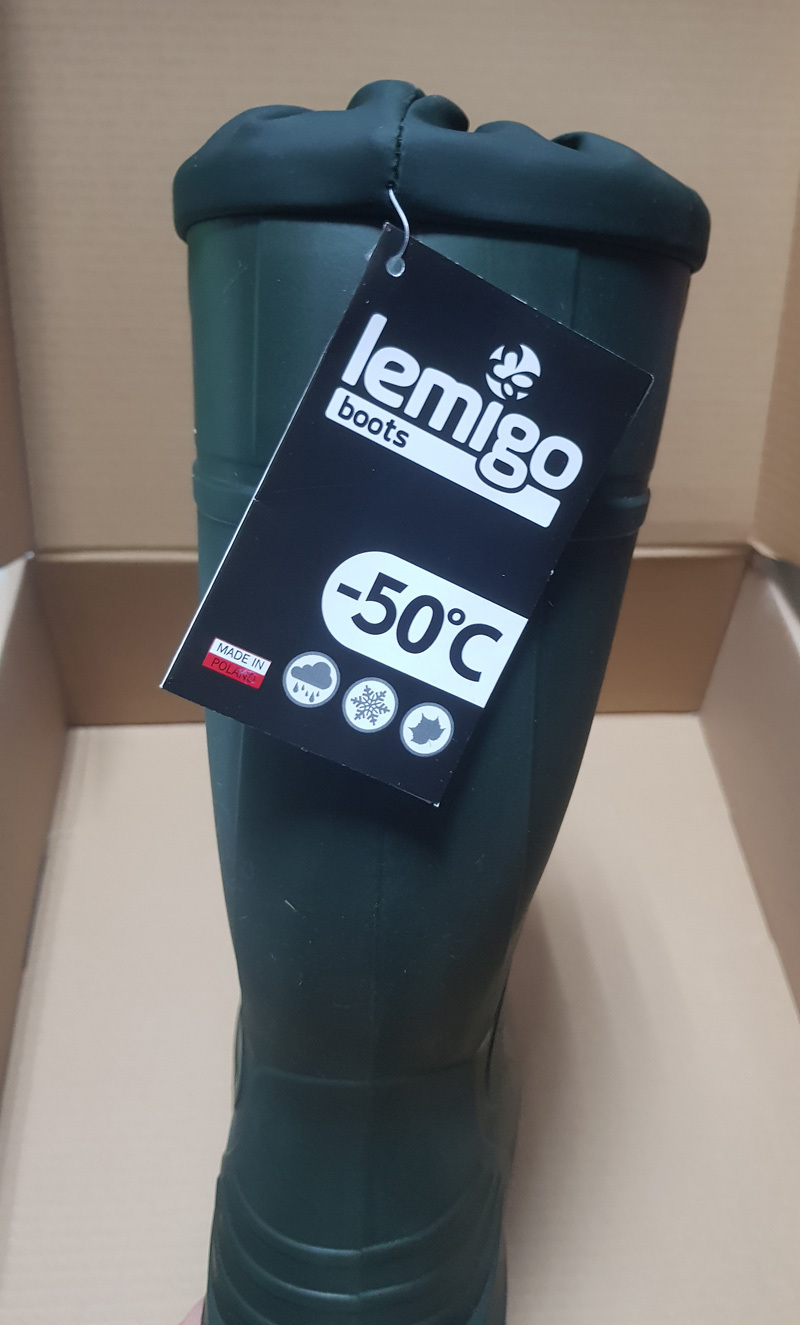 lemigo
boots
-50°C
MADE IN
POLAND